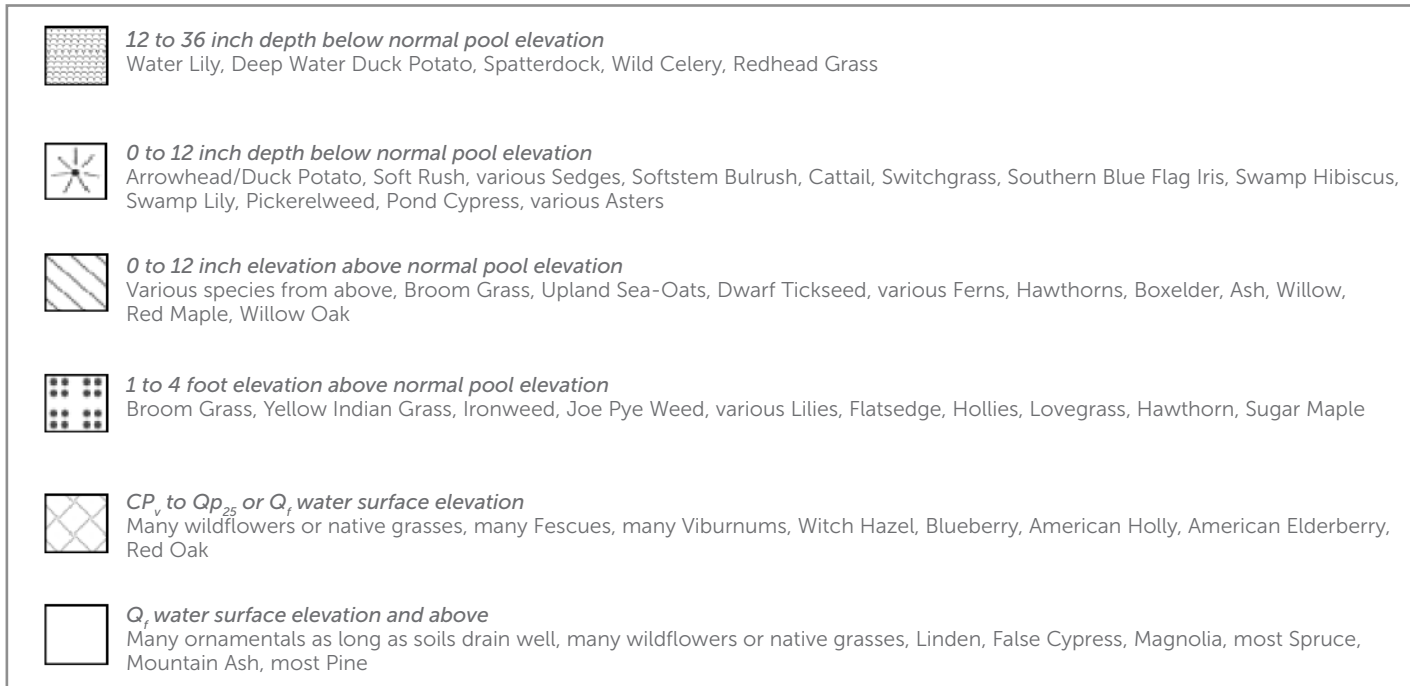 12 to 36 inch depth below normal pool elevation
Water Lily, Deep Water Duck Potato, Spatterdock, Wild Celery, Redhead Grass
0 to 12 inch depth below normal pool elevation
Arrowhead/Duck Potato, Soft Rush, various Sedges, Softstem Bulrush, Cattail, Switchgrass, Southern Blue Flag Iris, Swamp Hibiscus,
Swamp Lily, Pickerelweed, Pond Cypress, various Asters
0 to 12 inch elevation above normal pool elevation
Various species from above, Broom Grass, Upland Sea-Oats, Dwarf Tickseed, various Ferns, Hawthorns, Boxelder, Ash, Willow,
Red Maple, Willow Oak
1 to 4 foot elevation above normal pool elevation
Broom Grass, Yellow Indian Grass, Ironweed, Joe Pye Weed, various Lilies, Flatsedge, Hollies, Lovegrass, Hawthorn, Sugar Maple
CPv to Qp25 or Qf water surface elevation
Many wildflowers or native grasses, many Fescues, many Viburnums, Witch Hazel, Blueberry, American Holly, American Elderberry,
Red Oak
Qf water surface elevation and above
Many ornamentals as long as soils drain well, many wildflowers or native grasses, Linden, False Cypress, Magnolia, most Spruce,
Mountain Ash, most Pine